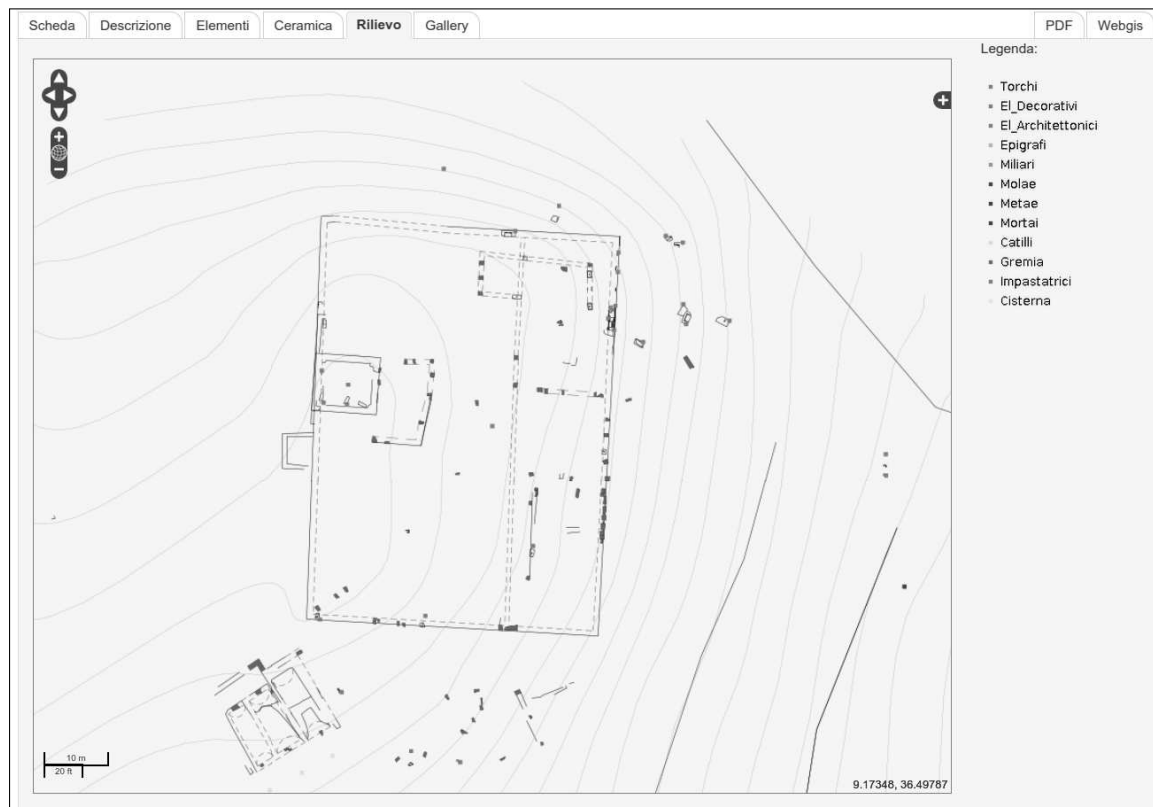 Scheda Descrizione Elementi Ceramica Rilievo Gallery PDF Webgis
Legenda:
Torchi
El_Decorativi
El_Architettonici
Epigrafi
Miliari
Molae
Metae
Mortai
Catilli
Gremia
Impastatrici
Cisterna
10 m
20 ft
9.17348, 36.49787